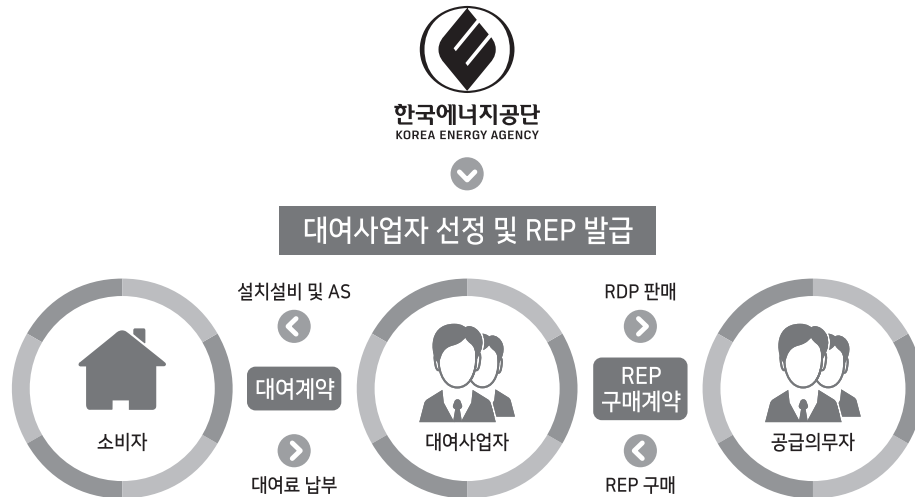 한국에너지공단
KOREA ENERGY AGENCY
대여사업자 선정 및 REP 발급
설치설비 및 AS
RDP 판매
대여계약
REP
구매계약
소비자
대여사업자
공급의무자
대여료 납부
REP 구매